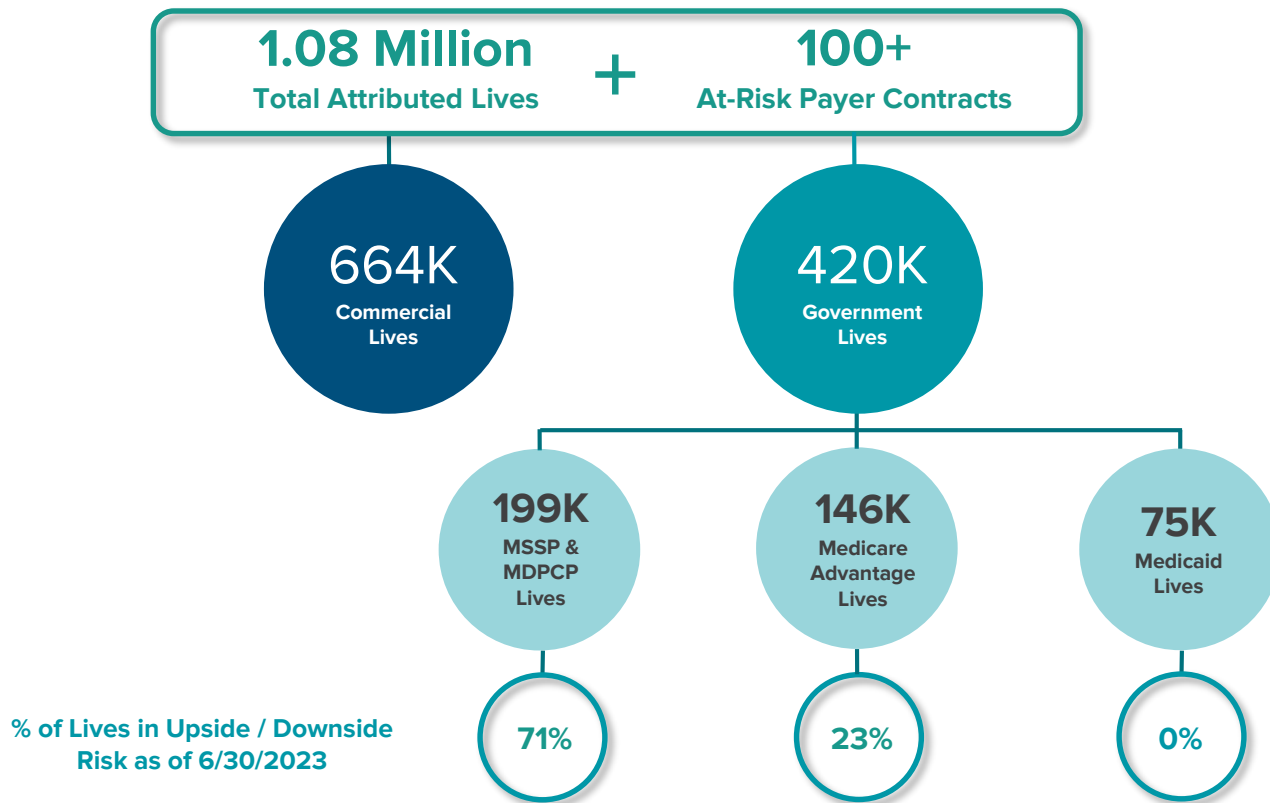 1.08 Million
Total Attributed Lives
+
100+
At-Risk Payer Contracts
664K
Commercial
Lives
420K
Government
Lives
199K
MSSP &
MDPCP
Lives
146K
Medicare
Advantage
Lives
75K
Medicaid
Lives
% of Lives in Upside / Downside
Risk as of 6/30/2023
71%
23%
0%